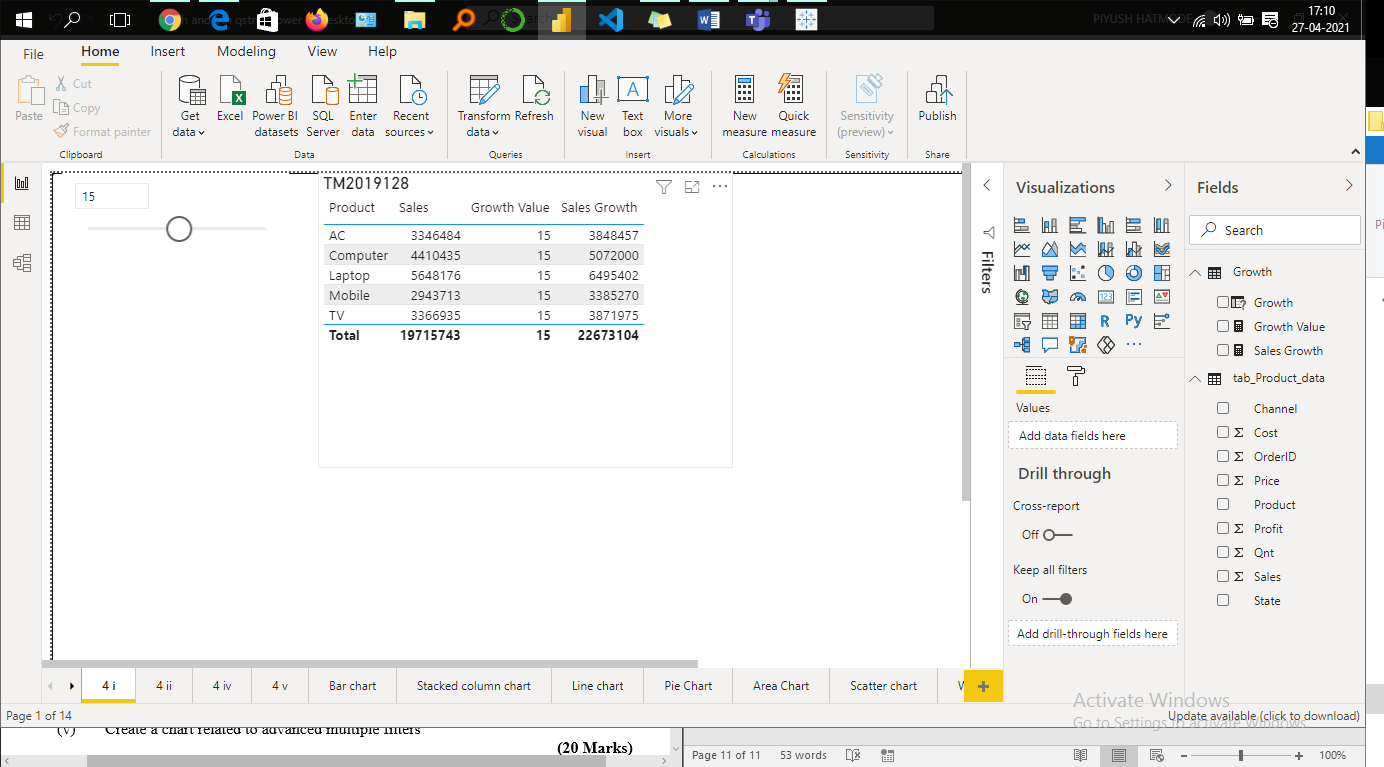 17:10
27-04-2021
File Home Insert Modeling View Help
Paste
Cut
Copy
Format painter
Clipboard
Get data
Excel
Power BI datasets
SQL Server
Enter data
Recent sources
Data
Transform data
Refresh
Queries
New visual
Text box
More visuals
Insert
New measure
Quick measure
Calculations
Sensitivity (preview)
Sensitivity
Publish
Share
15
TM2019128
Product Sales Growth Value Sales Growth
AC 3346484 15 3848457
Computer 4410435 15 5072000
Laptop 5648176 15 6495402
Mobile 2943713 15 3385270
TV 3366935 15 3871975
Total 19715743 15 22673104
Filters
Visualizations
Values
Add data fields here
Drill through
Cross-report
Off
Keep all filters
On
Add drill-through fields here
Fields
Search
Growth
Growth
Growth Value
Sales Growth
tab_Product_data
Channel
Cost
OrderID
Price
Product
Profit
Qnt
Sales
State
4 i 4 ii 4 iv 4 v Bar chart Stacked column chart Line chart Pie Chart Area Chart Scatter chart
Activate Windows
Go to Settings to activate Windows.
Page 1 of 14
Update available (click to download)
(v) Create a chart related to advanced multiple filters
(20 Marks)
Page 11 of 11 53 words 100%